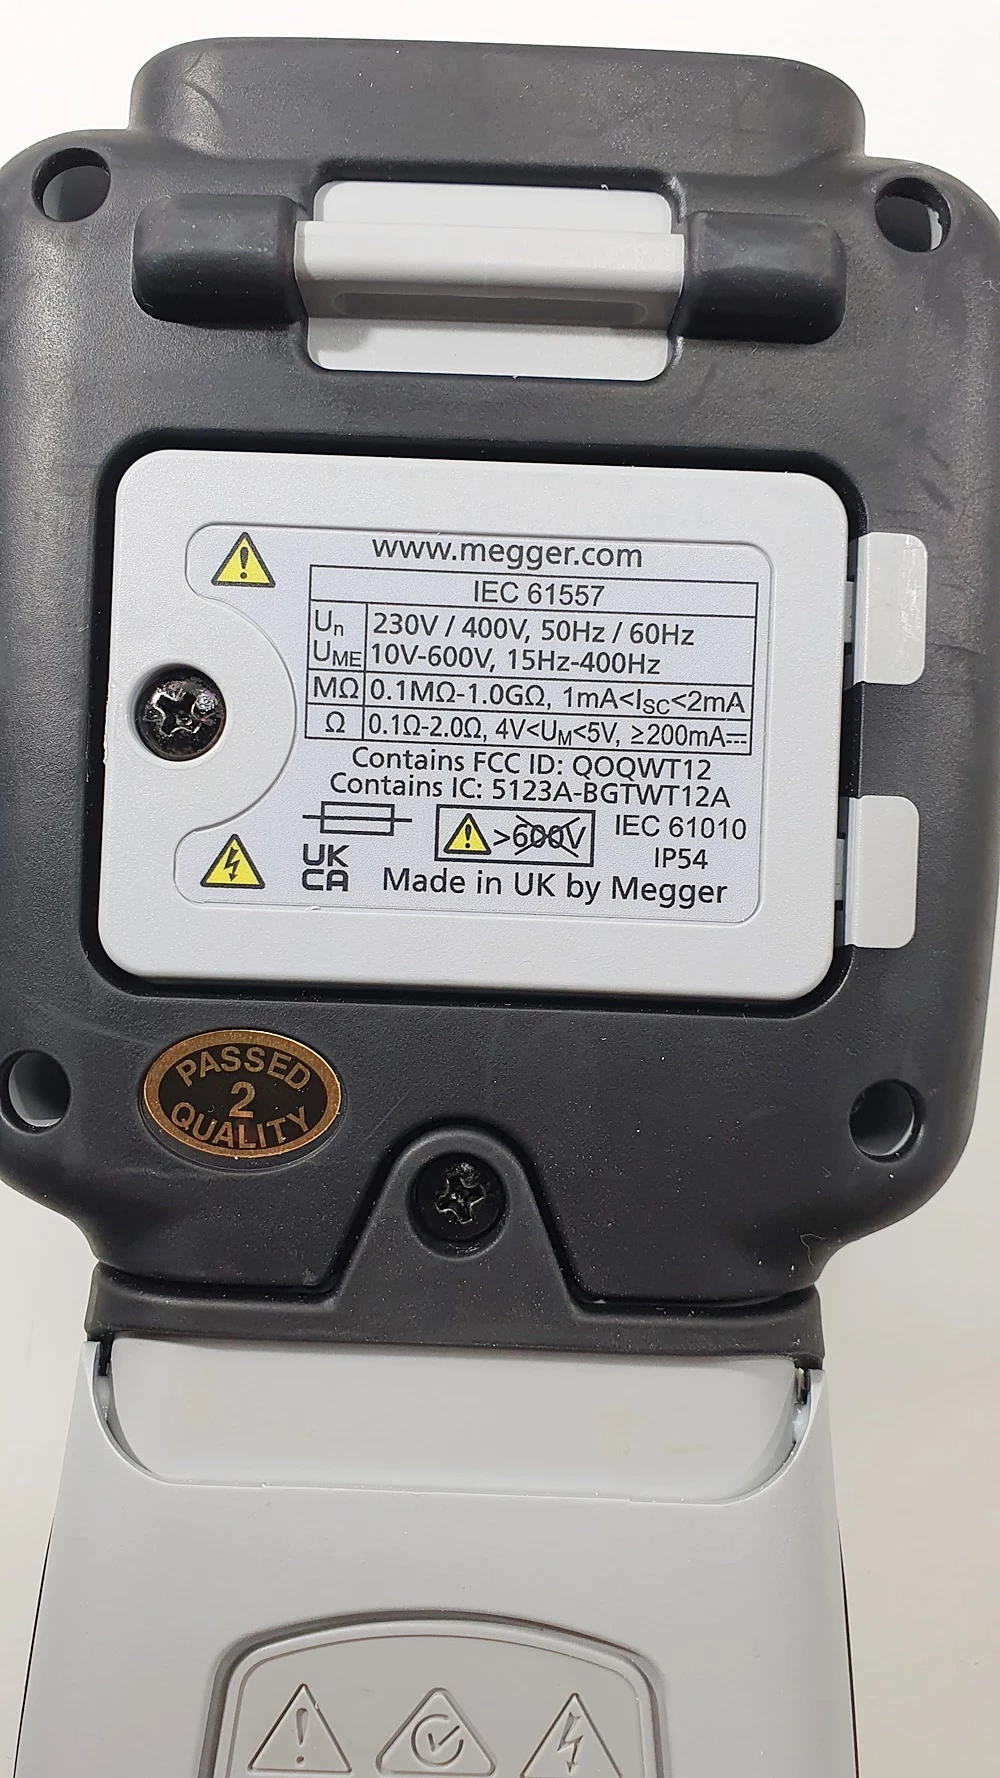 www.megger.com
IEC 61557
Un 230V / 400V, 50Hz / 60Hz
UME 10V-600V, 15Hz-400Hz
MΩ 0.1MΩ-1.0GΩ, 1mA<ISC<2mA
Ω 0.1Ω-2.0Ω, 4V<UM<5V, ≥200mA⎓
Contains FCC ID: QOQWT12
Contains IC: 5123A-BGTWT12A
>600V IEC 61010
UK
CA
IP54
Made in UK by Megger
PASSED
2
QUALITY